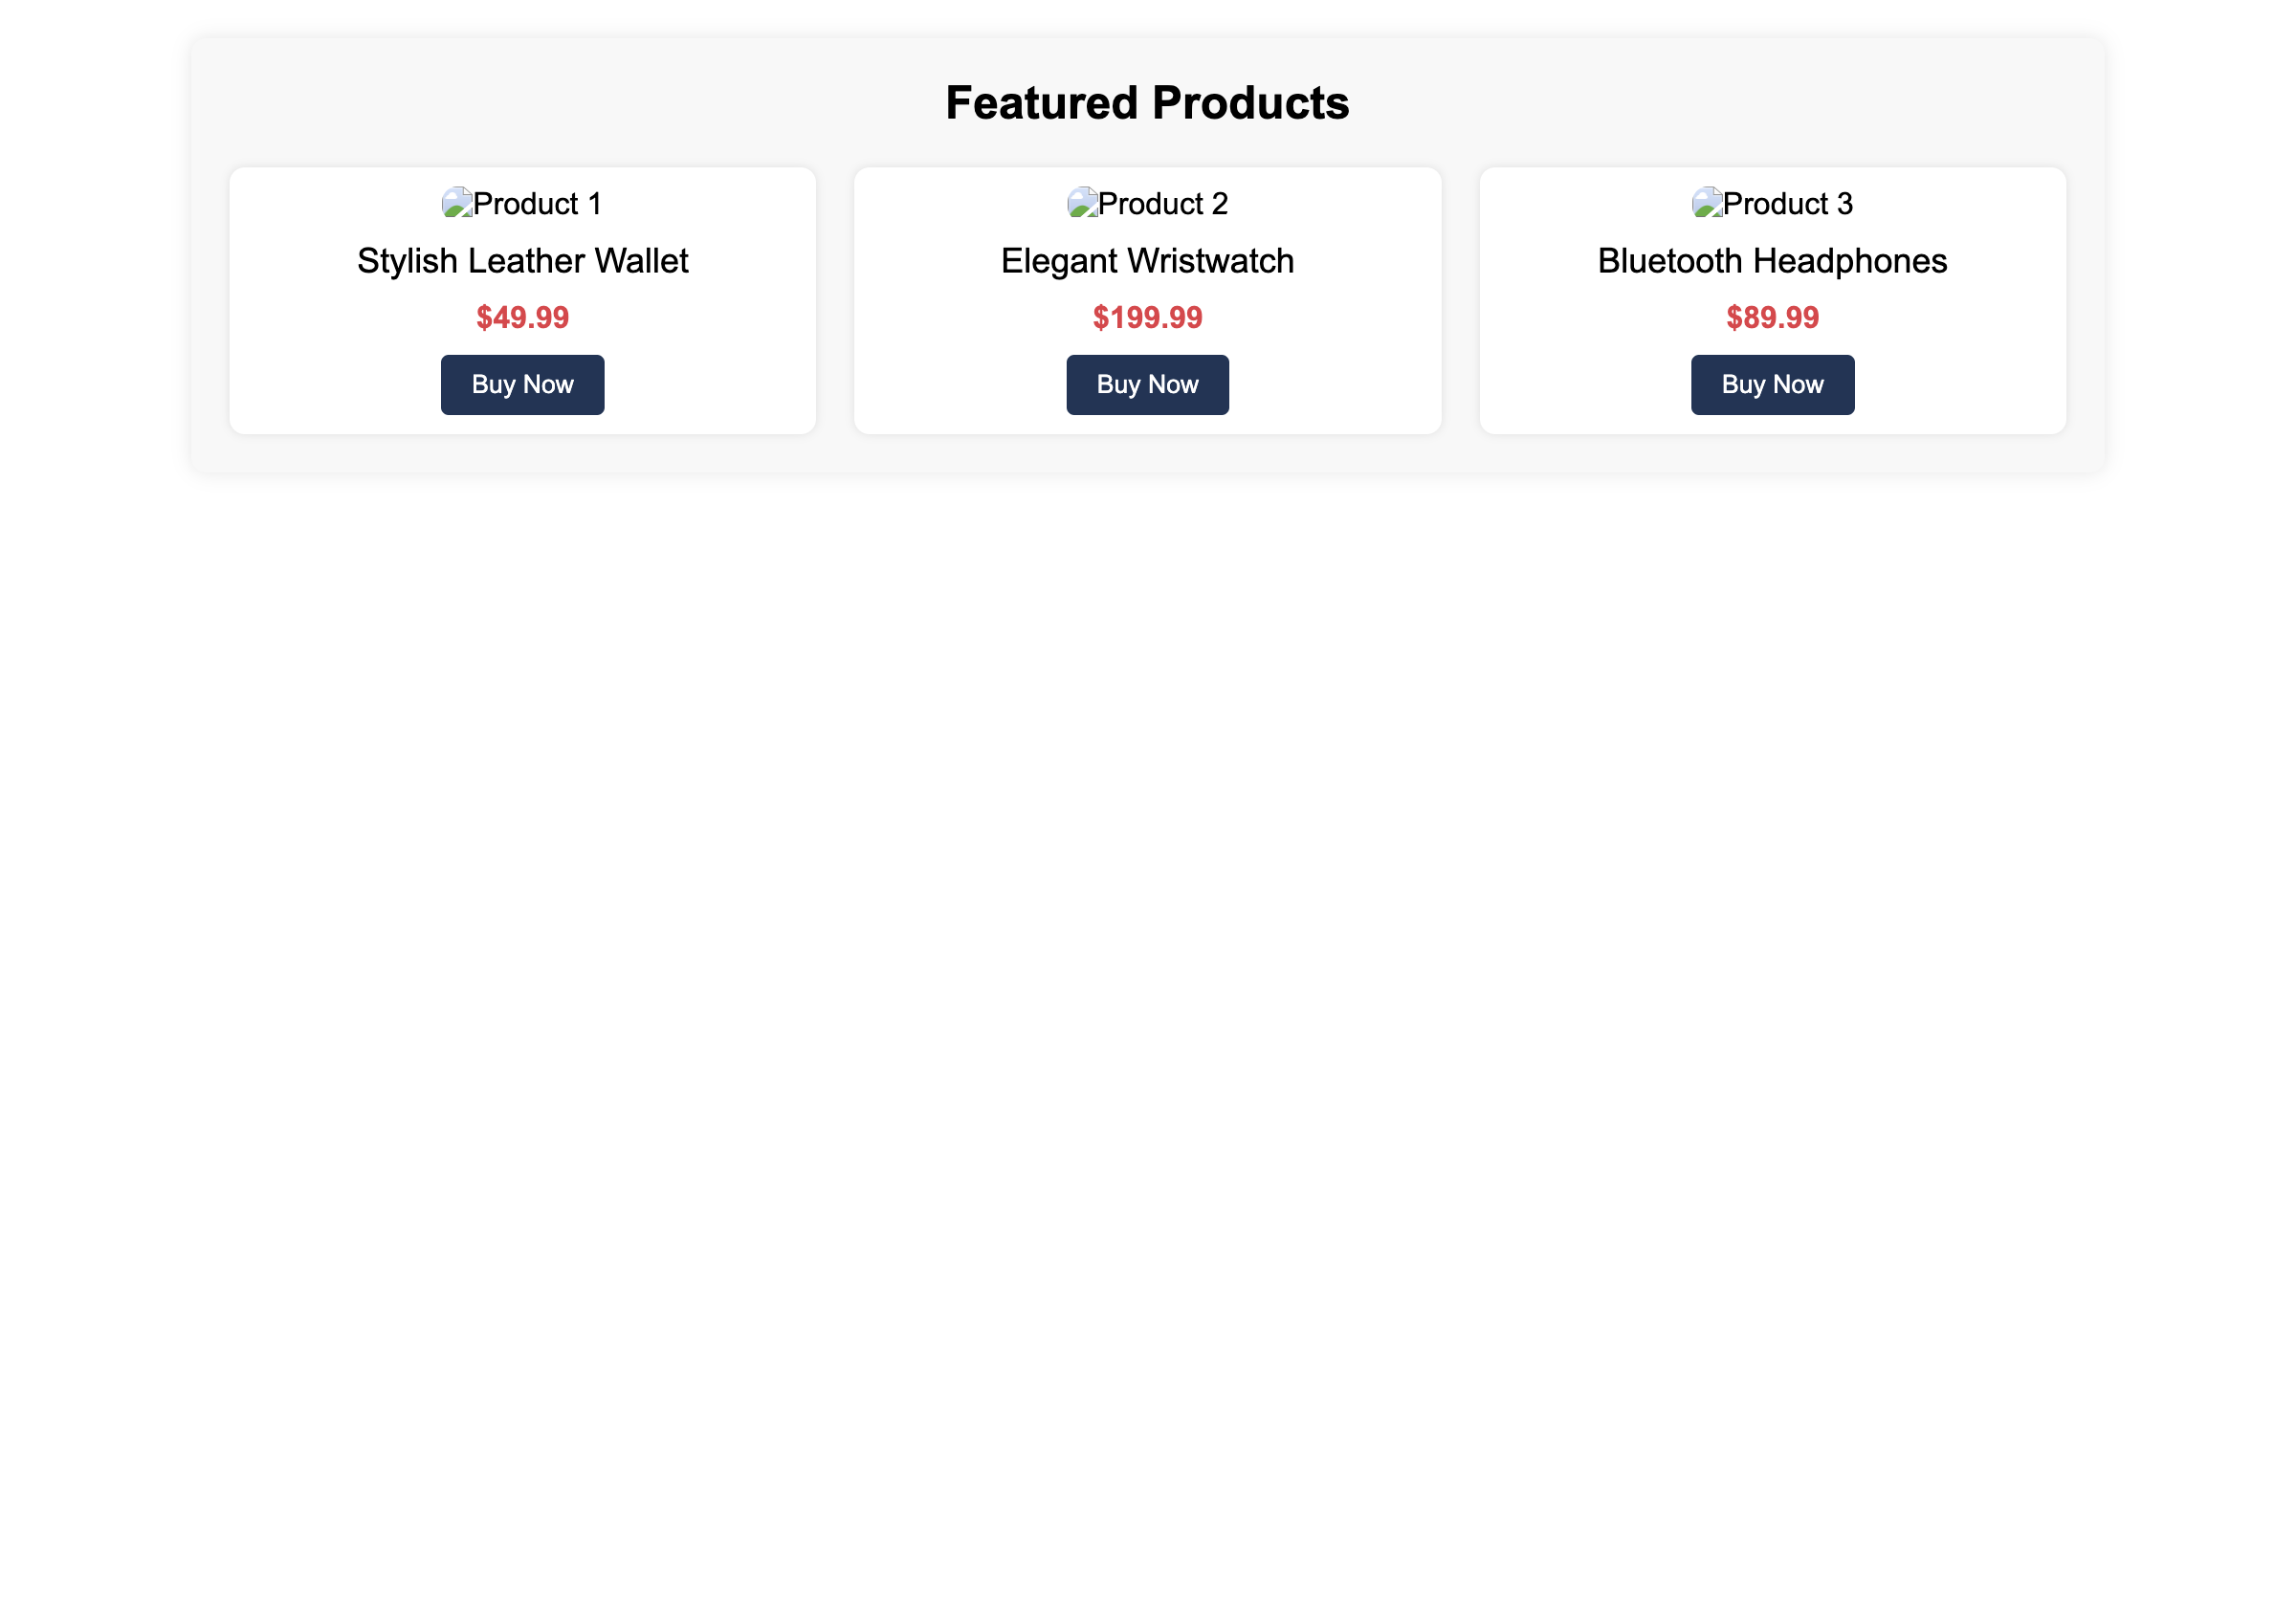 Featured Products
Product 1
Stylish Leather Wallet
$49.99
Buy Now
Product 2
Elegant Wristwatch
$199.99
Buy Now
Product 3
Bluetooth Headphones
$89.99
Buy Now